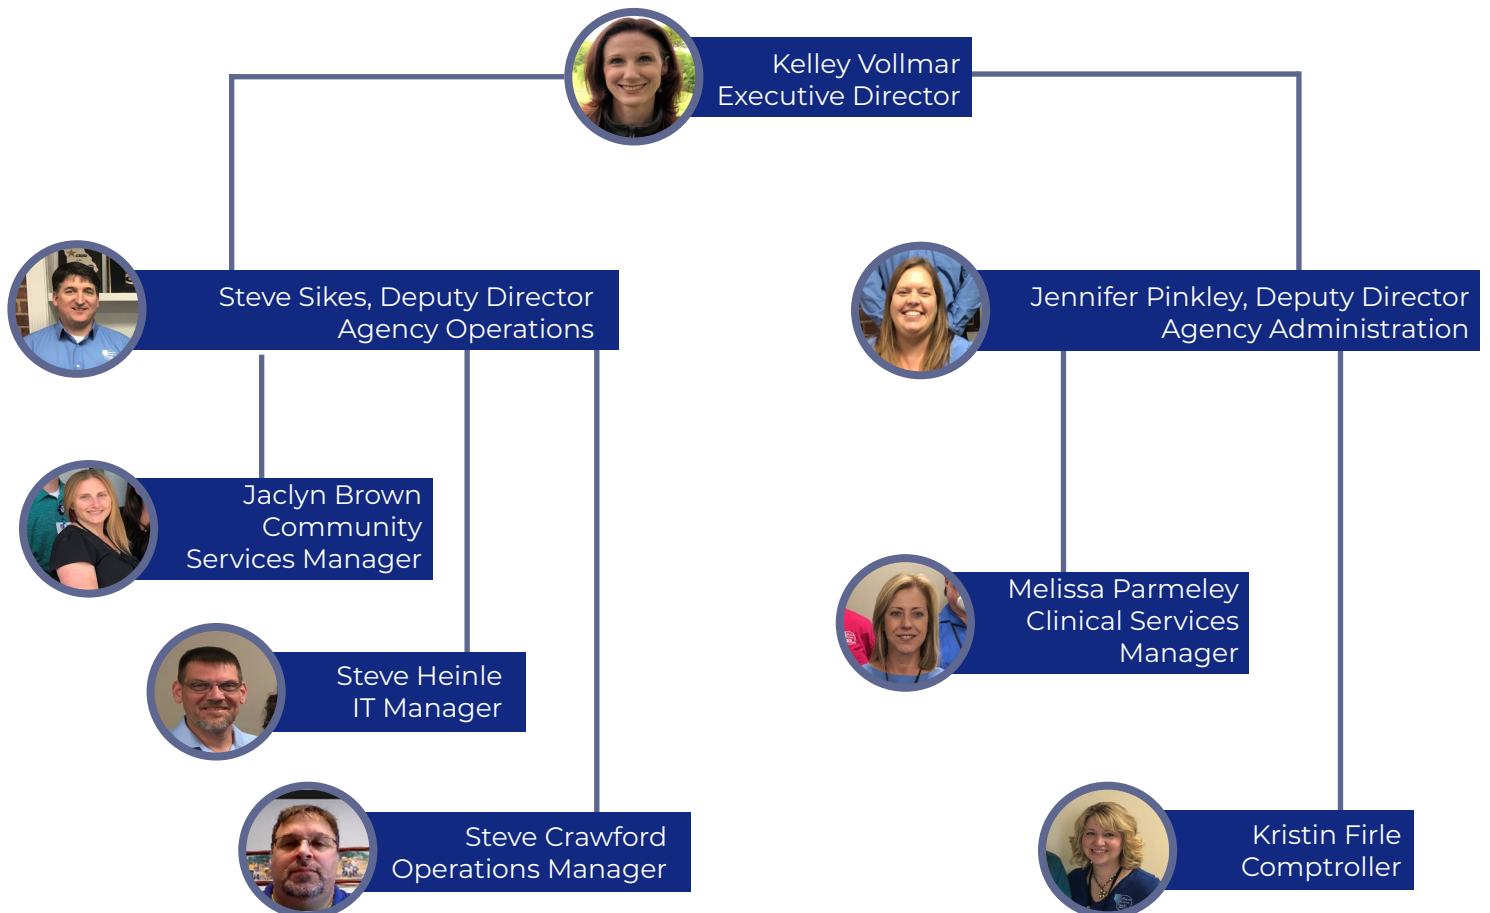 Kelley Vollmar
Executive Director
Steve Sikes, Deputy Director
Agency Operations
Jennifer Pinkley, Deputy Director
Agency Administration
Jaclyn Brown
Community
Services Manager
Melissa Parmeley
Clinical Services
Manager
Steve Heinle
IT Manager
Steve Crawford
Operations Manager
Kristin Firle
Comptroller